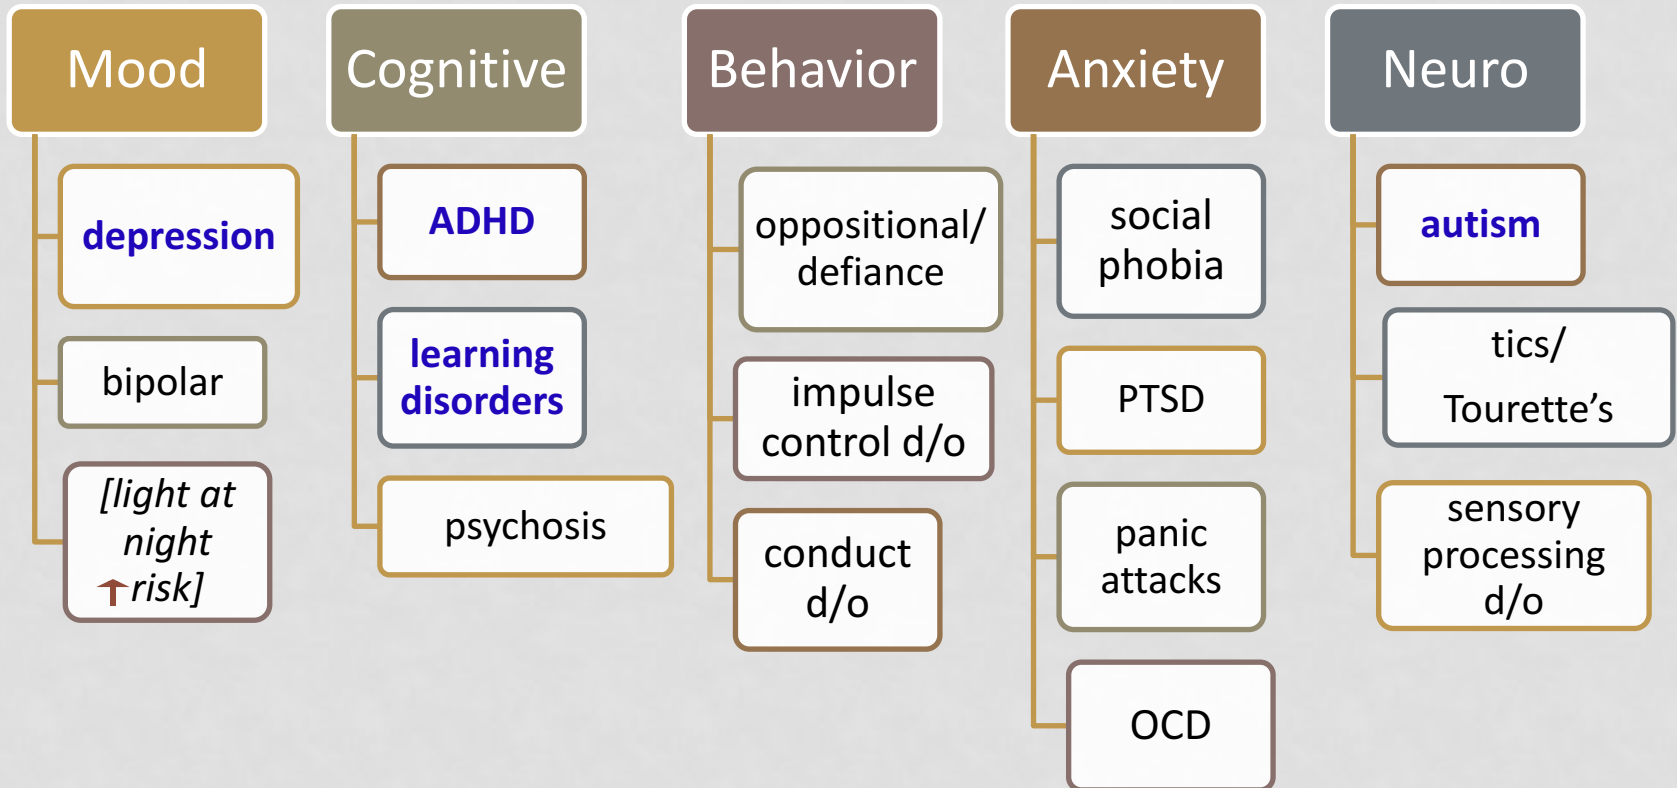 Mood
depression
bipolar
[light at
night
↑risk]
Cognitive
ADHD
learning
disorders
psychosis
Behavior
oppositional/
defiance
impulse
control d/o
conduct
d/o
Anxiety
social
phobia
PTSD
panic
attacks
OCD
Neuro
autism
tics/
Tourette’s
sensory
processing
d/o